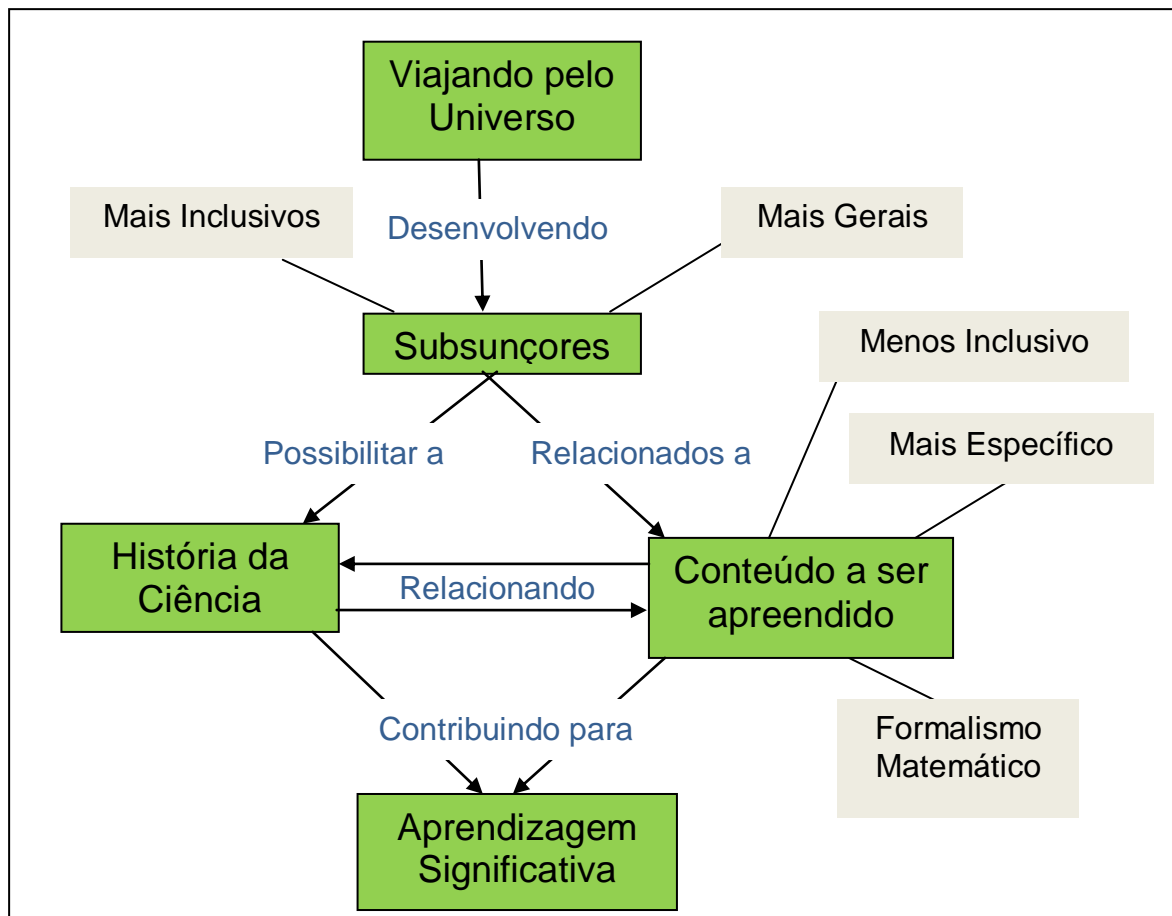 Viajando pelo
Universo
Mais Inclusivos
Mais Gerais
Desenvolvendo
Subsunçores
Menos Inclusivo
Mais Específico
Possibilitar a
Relacionados a
História da
Ciência
Relacionando
Conteúdo a ser
apreendido
Contribuindo para
Formalismo
Matemático
Aprendizagem
Significativa